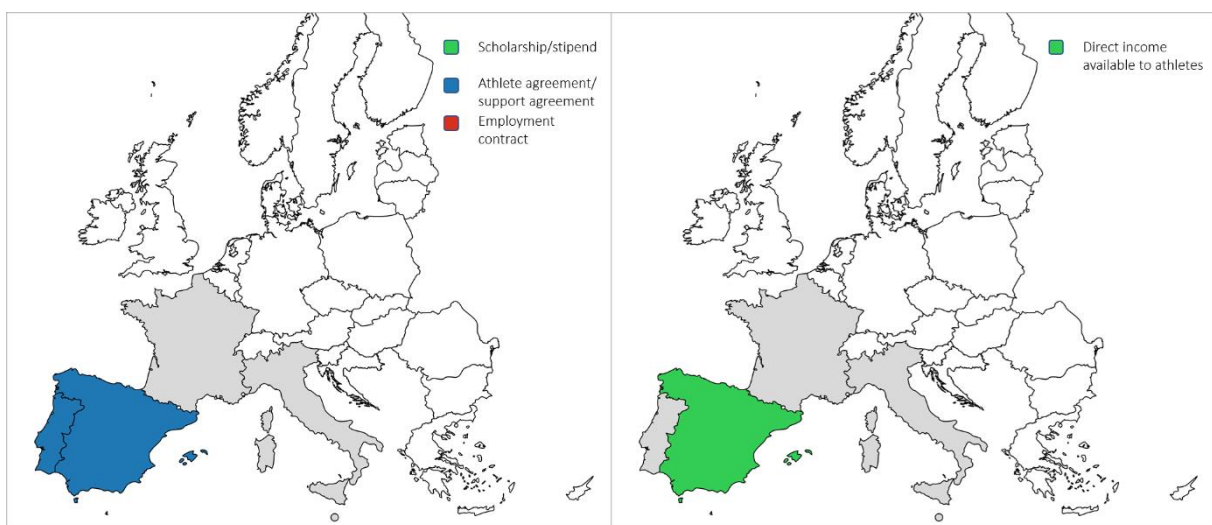 Scholarship/stipend
Athlete agreement/
support agreement
Employment
contract
Direct income
available to athletes